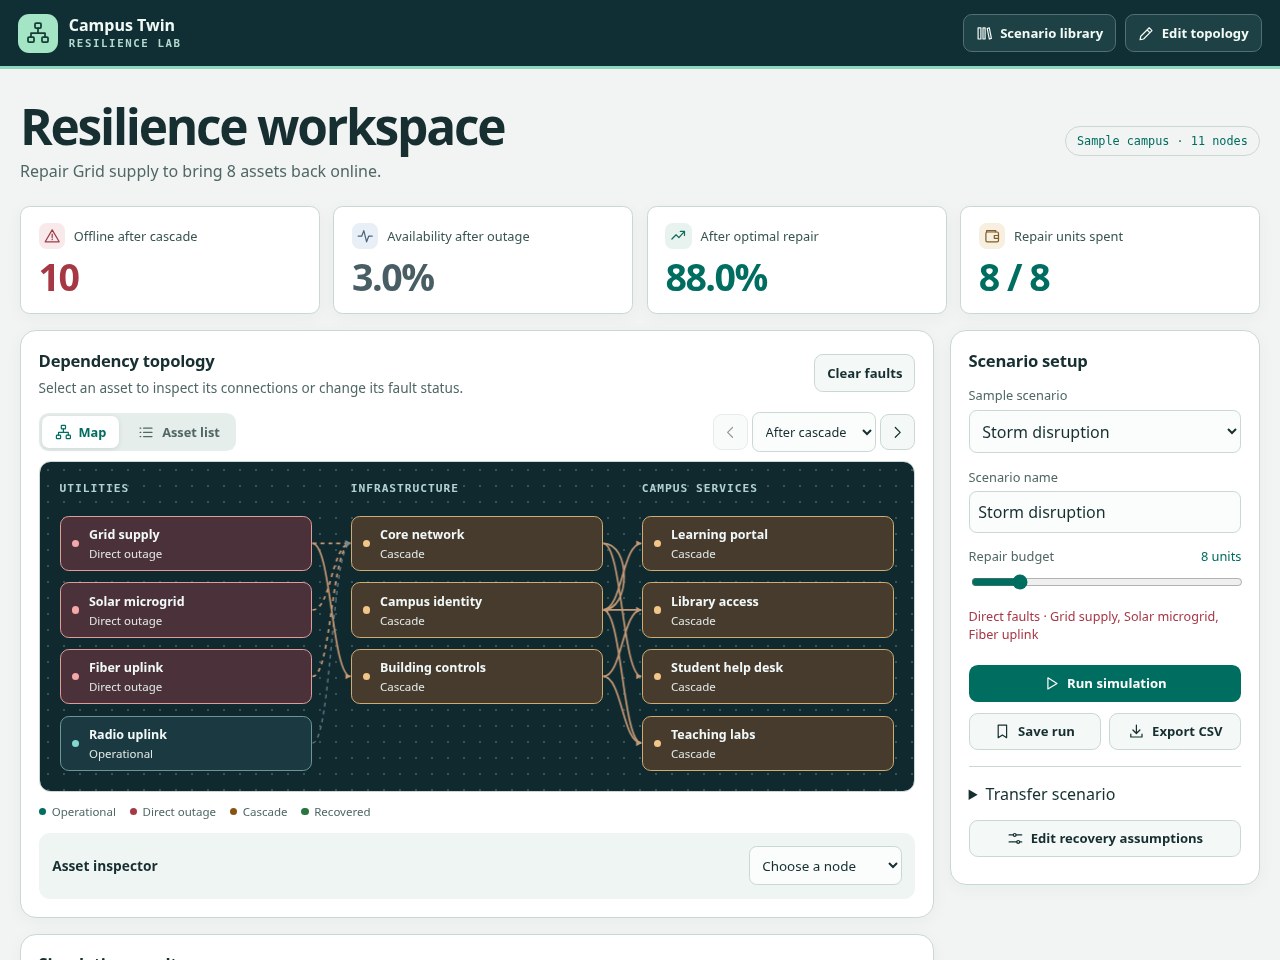 Campus Twin
RESILIENCE LAB
Scenario library
Edit topology
Resilience workspace
Repair Grid supply to bring 8 assets back online.
Sample campus · 11 nodes
Offline after cascade
10
Availability after outage
3.0%
After optimal repair
88.0%
Repair units spent
8 / 8
Dependency topology
Select an asset to inspect its connections or change its fault status.
Clear faults
Map
Asset list
After cascade
UTILITIES
INFRASTRUCTURE
CAMPUS SERVICES
Grid supply
Direct outage
Core network
Cascade
Learning portal
Cascade
Solar microgrid
Direct outage
Campus identity
Cascade
Library access
Cascade
Fiber uplink
Direct outage
Building controls
Cascade
Student help desk
Cascade
Radio uplink
Operational
Teaching labs
Cascade
Operational
Direct outage
Cascade
Recovered
Asset inspector
Choose a node
Scenario setup
Sample scenario
Storm disruption
Scenario name
Storm disruption
Repair budget
8 units
Direct faults · Grid supply, Solar microgrid,
Fiber uplink
Run simulation
Save run
Export CSV
Transfer scenario
Edit recovery assumptions